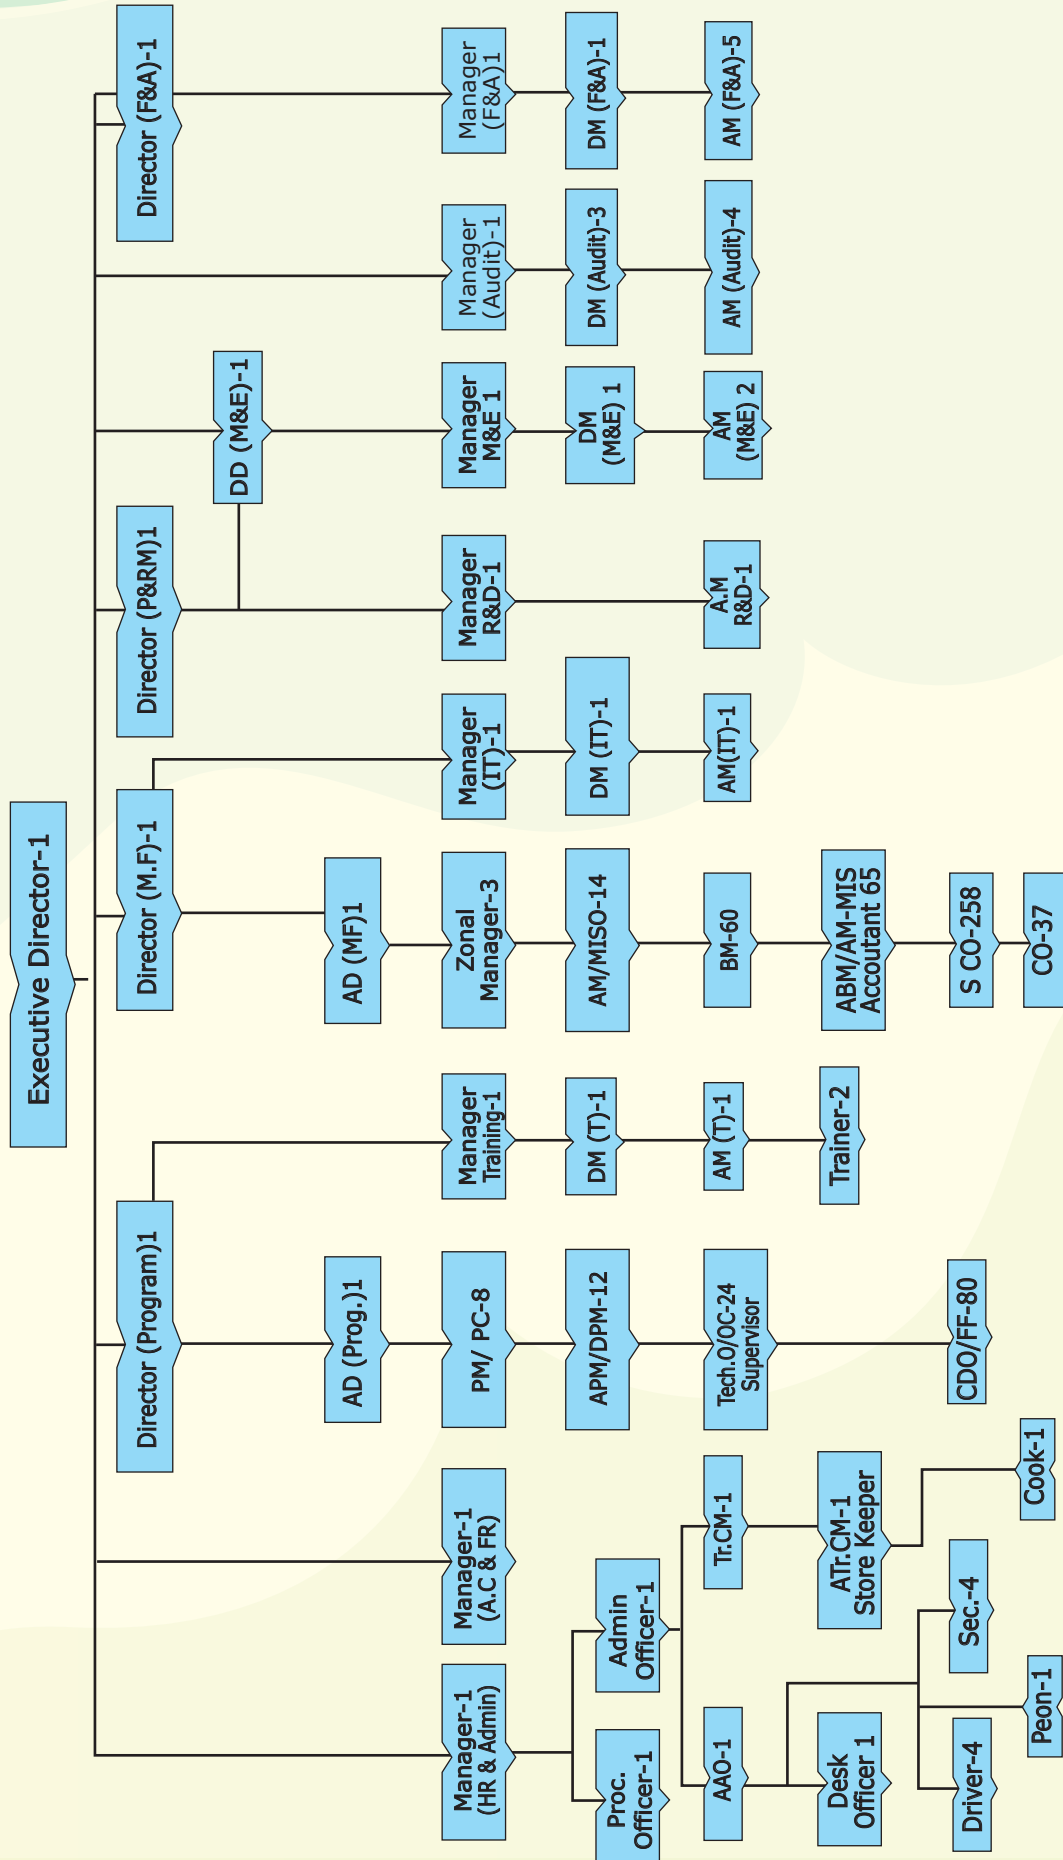 Executive Director-1
Manager-1
(HR & Admin)
Proc.
Officer-1
Admin
Officer-1
AAO-1
Tr.CM-1
Desk
Officer 1
ATr.CM-1
Store Keeper
Driver-4
Sec.-4
Peon-1
Cook-1
Manager-1
(A.C & FR)
Director (Program)1
AD (Prog.)1
PM/ PC-8
APM/DPM-12
Tech.O/OC-24
Supervisor
CDO/FF-80
Manager
Training-1
DM (T)-1
AM (T)-1
Trainer-2
Director (M.F)-1
AD (MF)1
Zonal
Manager-3
AM/MISO-14
BM-60
ABM/AM-MIS
Accoutant 65
S CO-258
CO-37
Manager
(IT)-1
DM (IT)-1
AM(IT)-1
Director (P&RM)1
Manager
R&D-1
A.M
R&D-1
DD (M&E)-1
Manager
M&E 1
DM
(M&E) 1
AM
(M&E) 2
Manager
(Audit)-1
DM (Audit)-3
AM (Audit)-4
Director (F&A)-1
Manager
(F&A)1
DM (F&A)-1
AM (F&A)-5